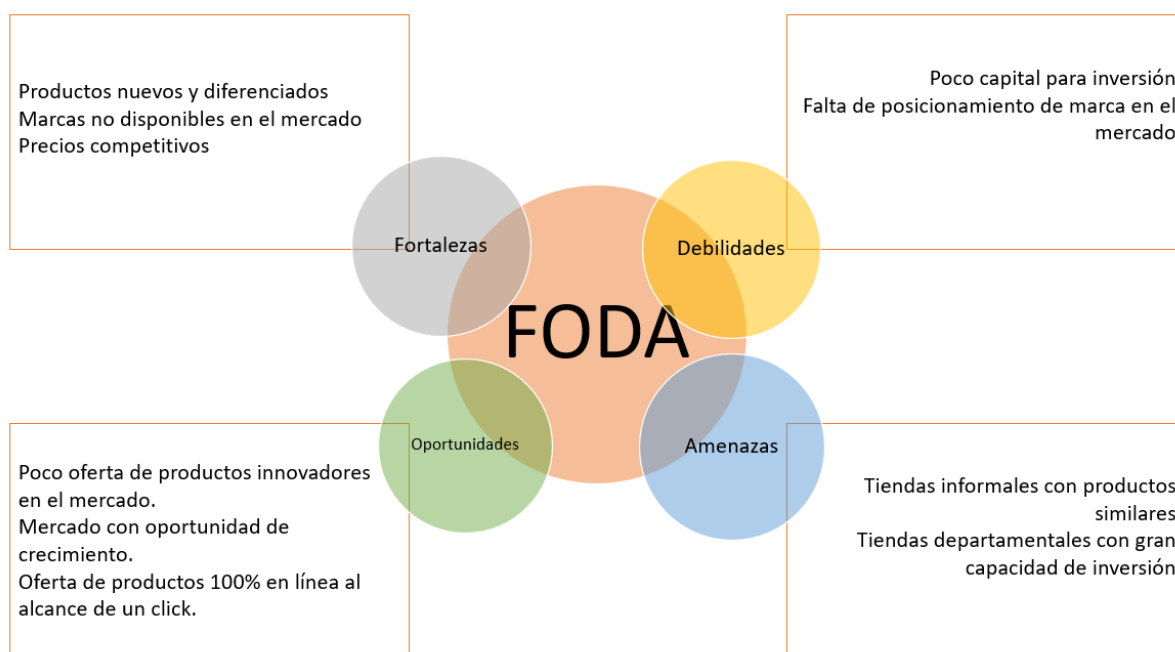 Productos nuevos y diferenciados
Marcas no disponibles en el mercado
Precios competitivos
Poco capital para inversión
Falta de posicionamiento de marca en el
mercado
Fortalezas
Debilidades
FODA
Oportunidades
Amenazas
Poco oferta de productos innovadores
en el mercado.
Mercado con oportunidad de
crecimiento.
Oferta de productos 100% en línea al
alcance de un click.
Tiendas informales con productos
similares
Tiendas departamentales con gran
capacidad de inversión